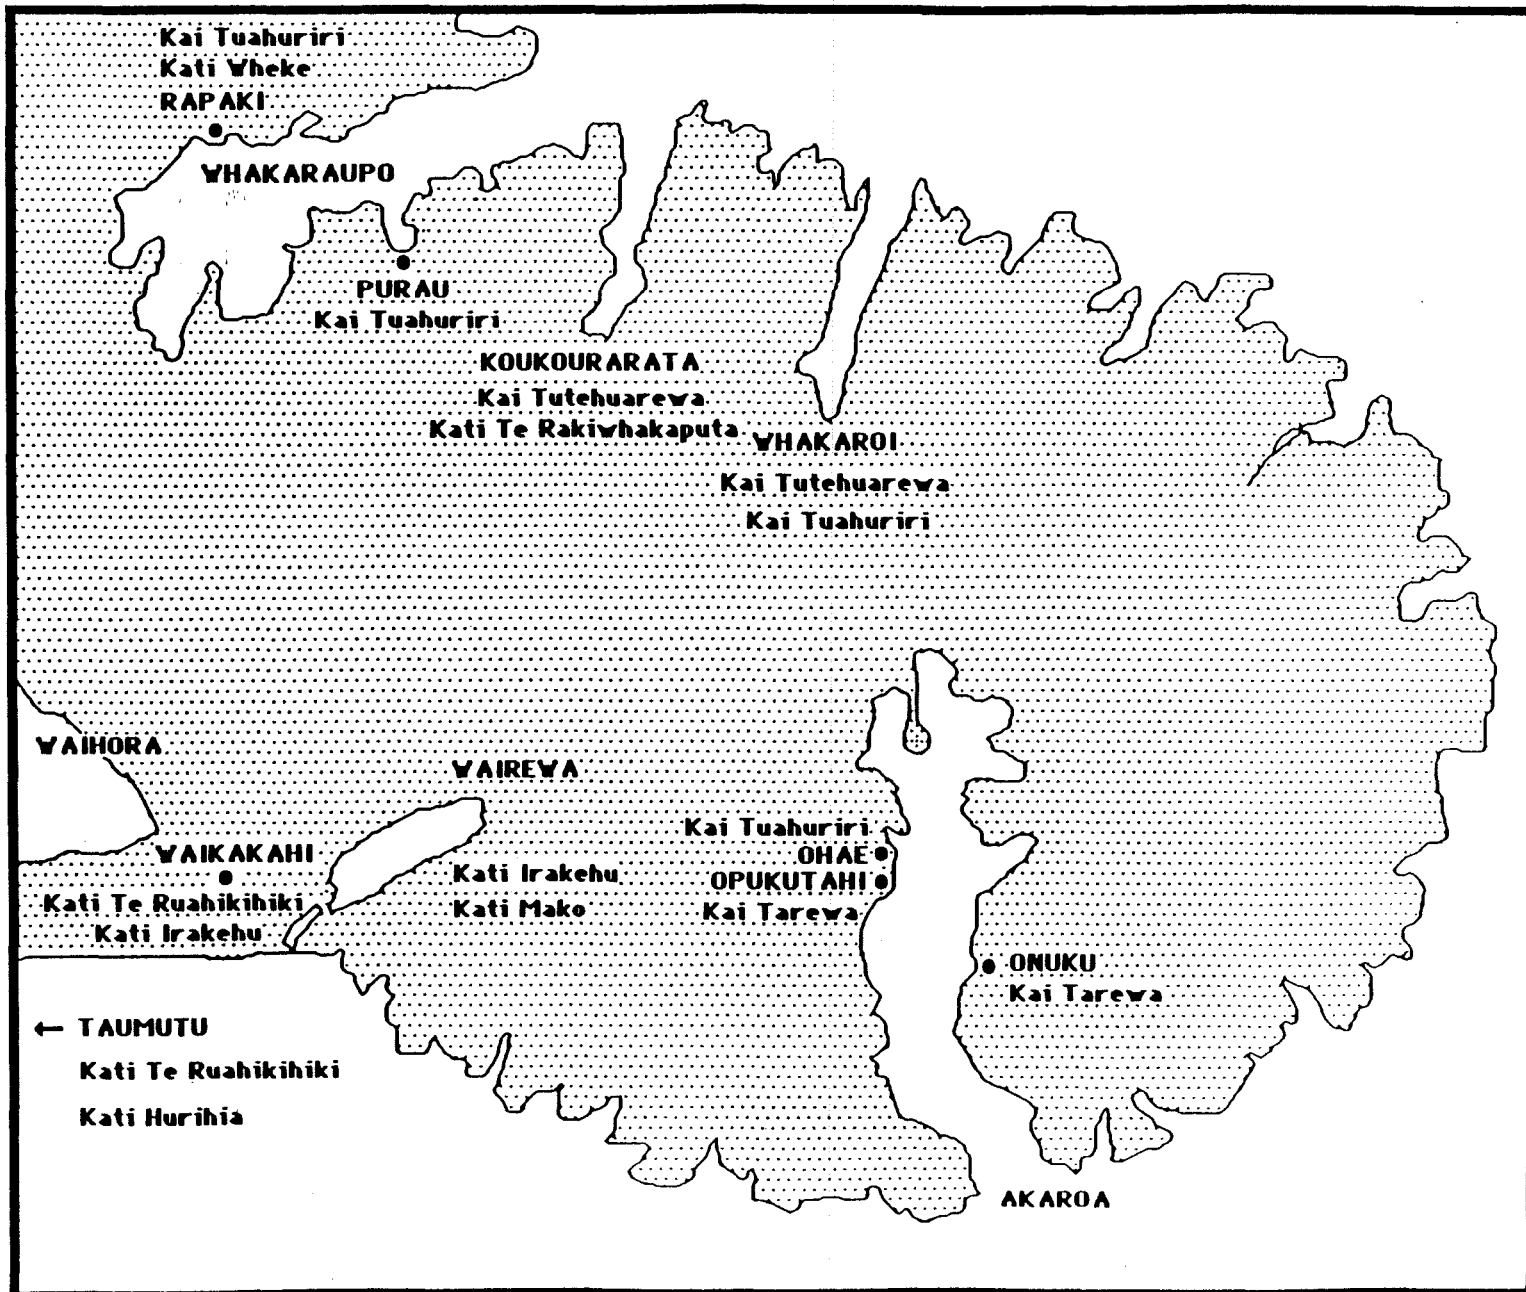 Kai Tuahuriri
Kati Wheke
RAPAKI
WHAKARAUPO
PURAU
Kai Tuahuriri
KOUKOURARATA
Kai Tutehuarewa
Kati Te Rakiwhakaputa
WHAKAROI
Kai Tutehuarewa
Kai Tuahuriri
WAIHORA
WAIREWA
Kai Tuahuriri
OHAE
OPUKUTAHI
Kai Tarewa
WAIKAKAHI
Kati Te Ruahikihiki
Kati Irakehu
Kati Irakehu
Kati Mako
ONUKU
Kai Tarewa
← TAUMUTU
Kati Te Ruahikihiki
Kati Hurihia
AKAROA